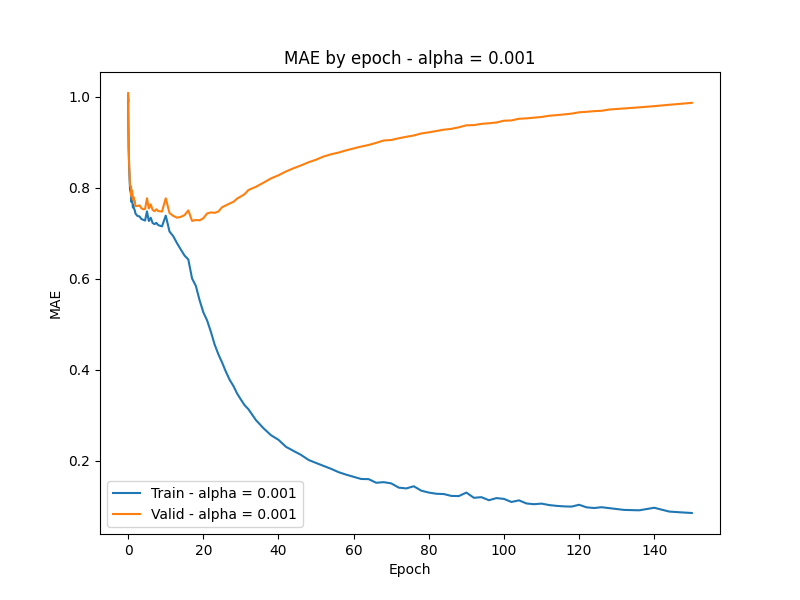 MAE by epoch - alpha = 0.001
MAE
1.0
0.8
0.6
0.4
0.2
Train - alpha = 0.001
Valid - alpha = 0.001
0 20 40 60 80 100 120 140
Epoch